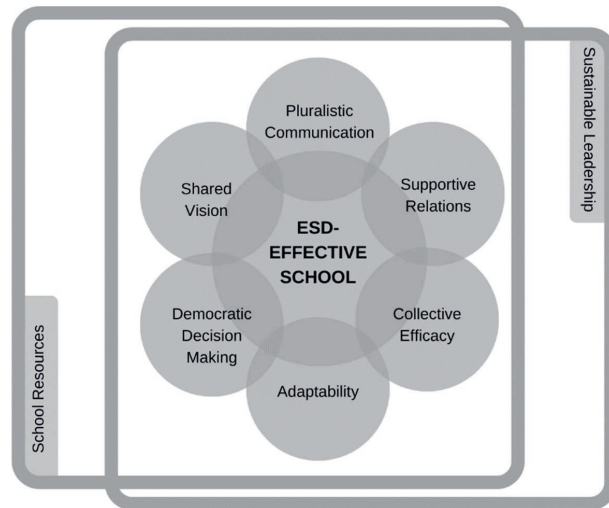 Pluralistic
Communication
Shared
Vision
Supportive
Relations
ESD-
EFFECTIVE
SCHOOL
Democratic
Decision
Making
Collective
Efficacy
Adaptability
School Resources
Sustainable Leadership